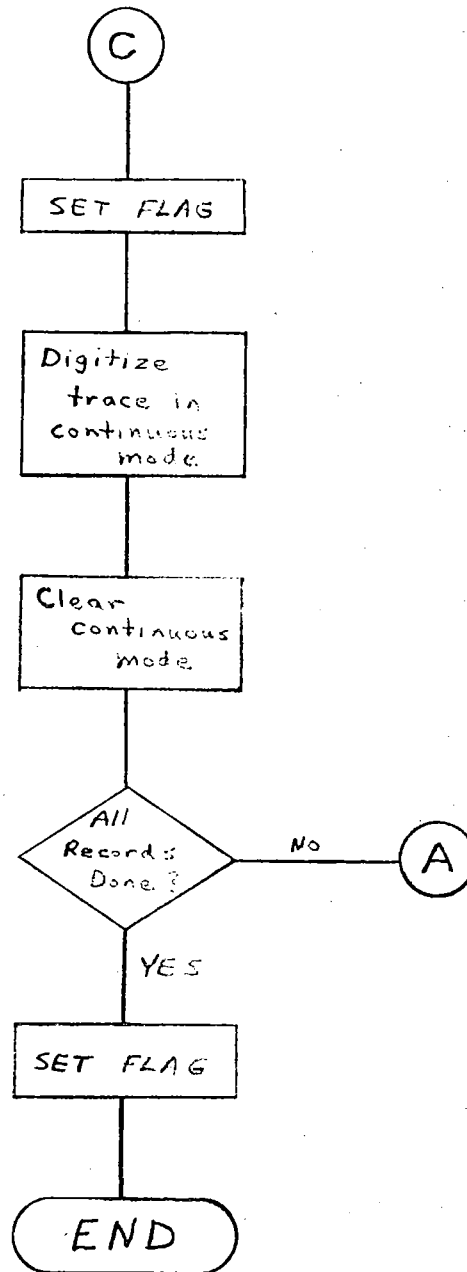 C
SET FLAG
Digitize
trace in
continuous
mode
Clear
continuous
mode
All
Records
Done?
No
A
YES
SET FLAG
END